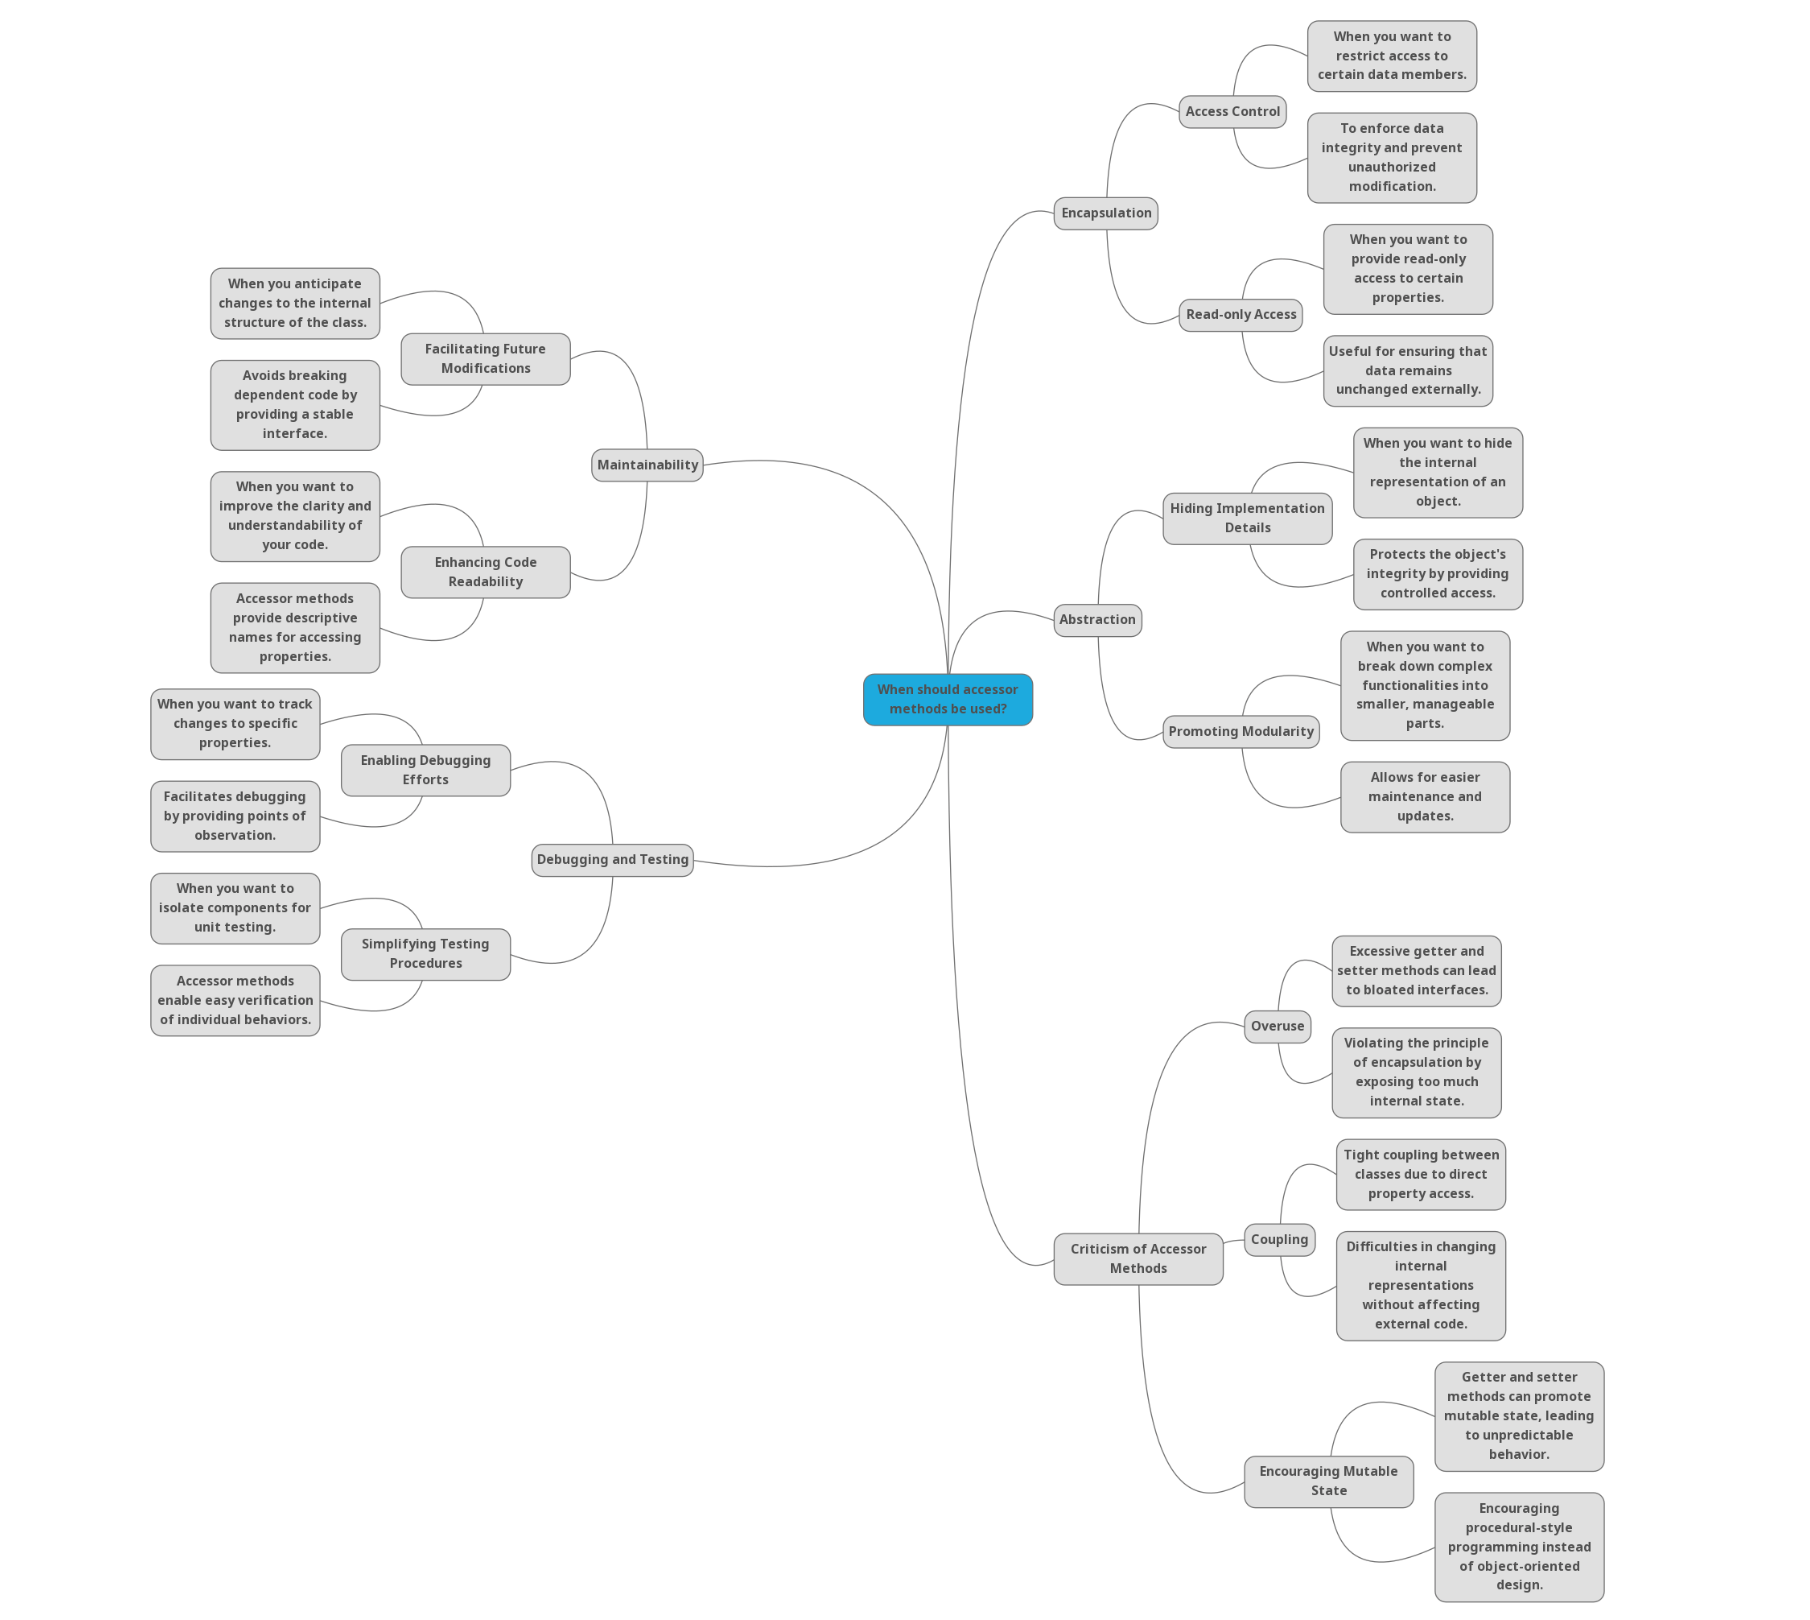 When should accessor
methods be used?
Encapsulation
Access Control
When you want to
restrict access to
certain data members.
To enforce data
integrity and prevent
unauthorized
modification.
Read-only Access
When you want to
provide read-only
access to certain
properties.
Useful for ensuring that
data remains
unchanged externally.
Abstraction
Hiding Implementation
Details
When you want to hide
the internal
representation of an
object.
Protects the object's
integrity by providing
controlled access.
Promoting Modularity
When you want to
break down complex
functionalities into
smaller, manageable
parts.
Allows for easier
maintenance and
updates.
Criticism of Accessor
Methods
Overuse
Excessive getter and
setter methods can lead
to bloated interfaces.
Violating the principle
of encapsulation by
exposing too much
internal state.
Coupling
Tight coupling between
classes due to direct
property access.
Difficulties in changing
internal
representations
without affecting
external code.
Encouraging Mutable
State
Getter and setter
methods can promote
mutable state, leading
to unpredictable
behavior.
Encouraging
procedural-style
programming instead
of object-oriented
design.
Maintainability
Facilitating Future
Modifications
When you anticipate
changes to the internal
structure of the class.
Avoids breaking
dependent code by
providing a stable
interface.
Enhancing Code
Readability
When you want to
improve the clarity and
understandability of
your code.
Accessor methods
provide descriptive
names for accessing
properties.
Debugging and Testing
Enabling Debugging
Efforts
When you want to track
changes to specific
properties.
Facilitates debugging
by providing points of
observation.
Simplifying Testing
Procedures
When you want to
isolate components for
unit testing.
Accessor methods
enable easy verification
of individual behaviors.